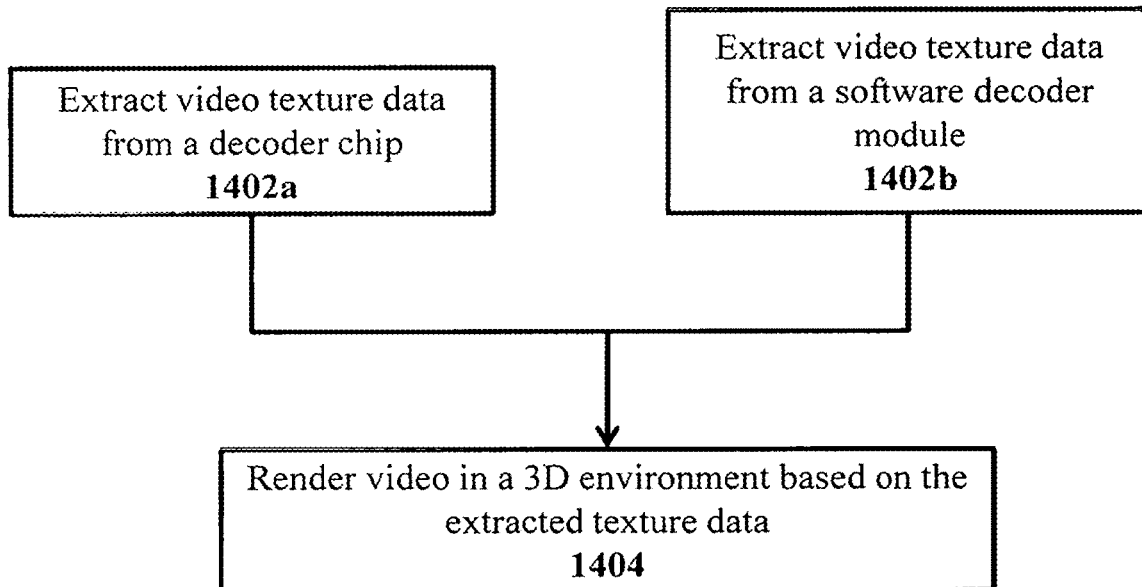 Extract video texture data
from a decoder chip
1402a
Extract video texture data
from a software decoder
module
1402b
Render video in a 3D environment based on the
extracted texture data
1404